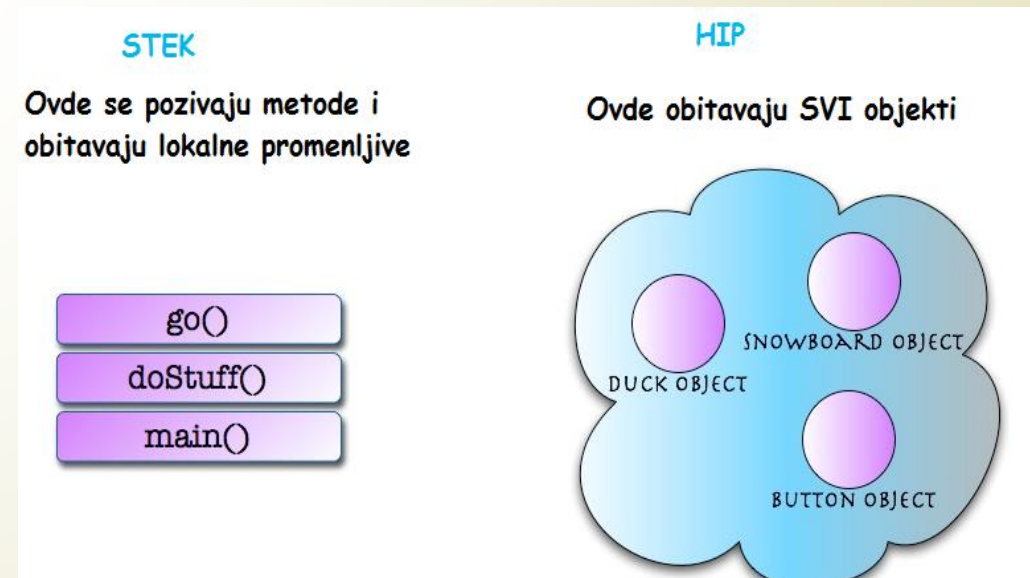 STEK
Ovde se pozivaju metode i
obitavaju lokalne promenljive
go()
doStuff()
main()
HIP
Ovde obitavaju SVI objekti
SNOWBOARD OBJECT
DUCK OBJECT
BUTTON OBJECT